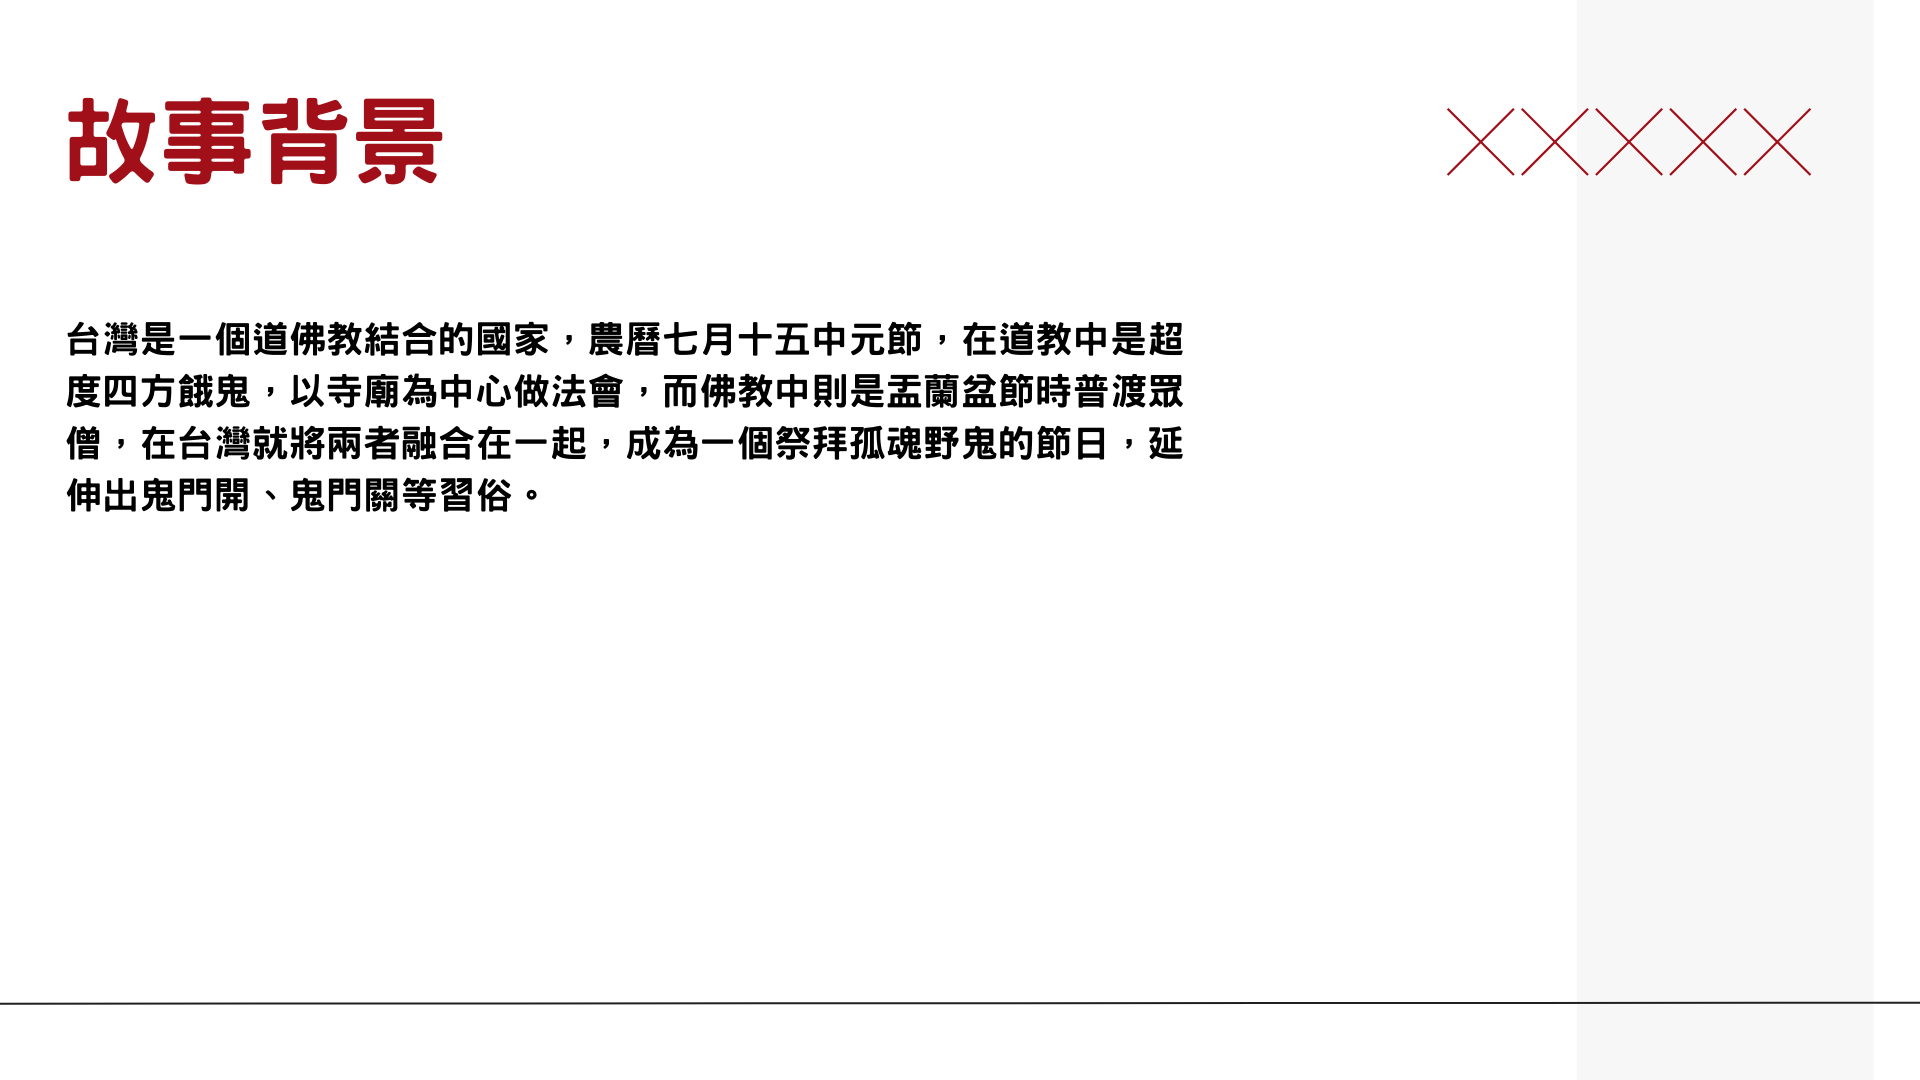 故事背景
台灣是一個道佛教結合的國家，農曆七月十五中元節，在道教中是超
度四方餓鬼，以寺廟為中心做法會，而佛教中則是盂蘭盆節時普渡眾
僧，在台灣就將兩者融合在一起，成為一個祭拜孤魂野鬼的節日，延
伸出鬼門開、鬼門關等習俗。